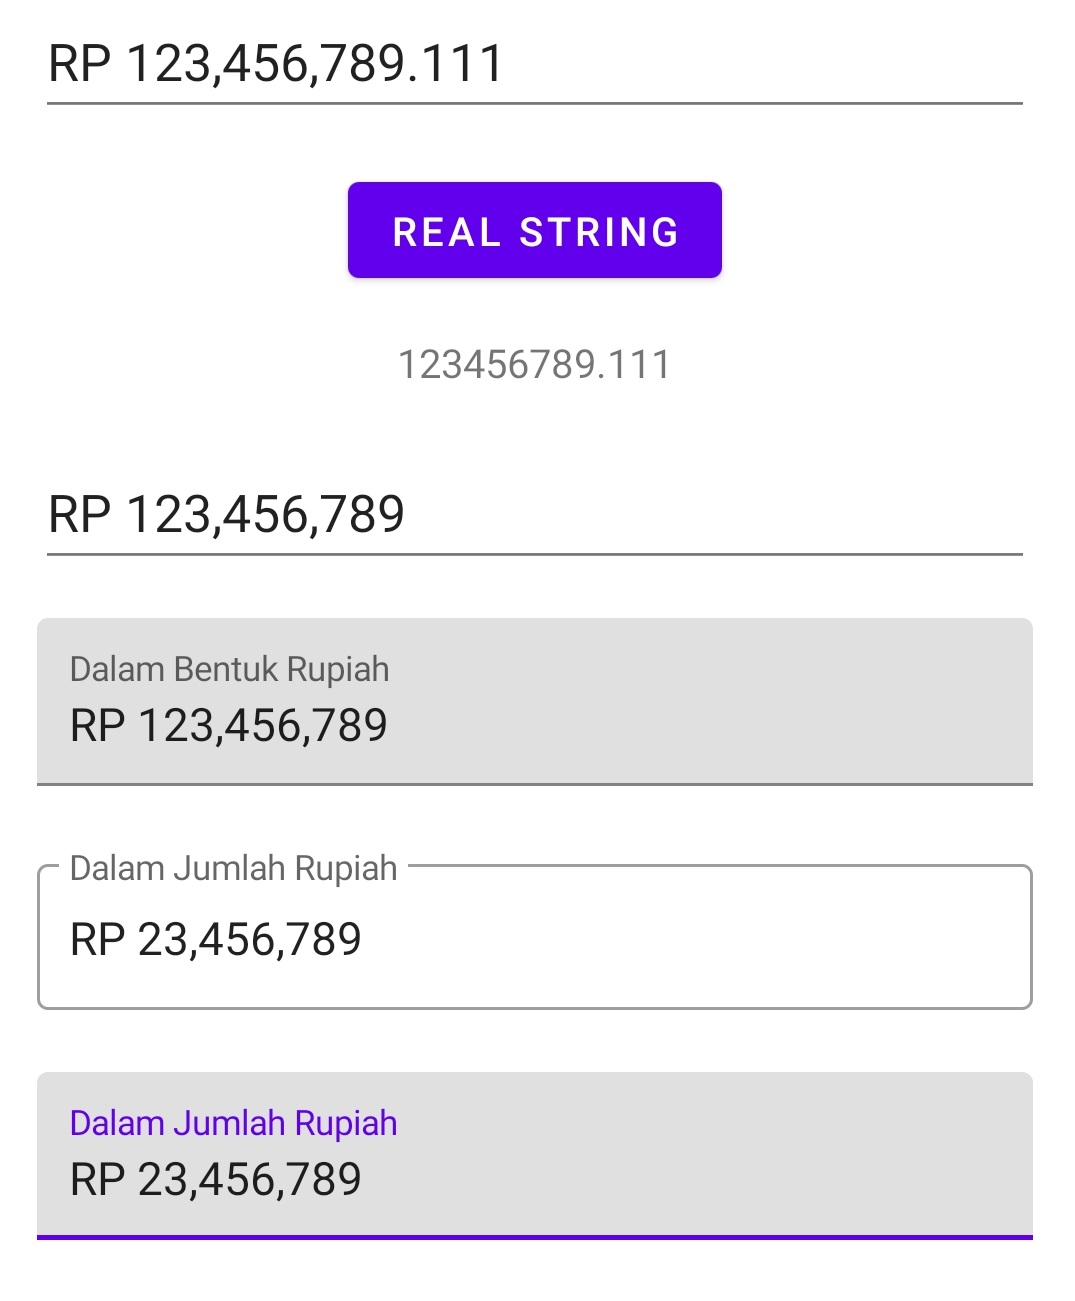 RP 123,456,789.111
REAL STRING
123456789.111
RP 123,456,789
Dalam Bentuk Rupiah
RP 123,456,789
Dalam Jumlah Rupiah
RP 23,456,789
Dalam Jumlah Rupiah
RP 23,456,789